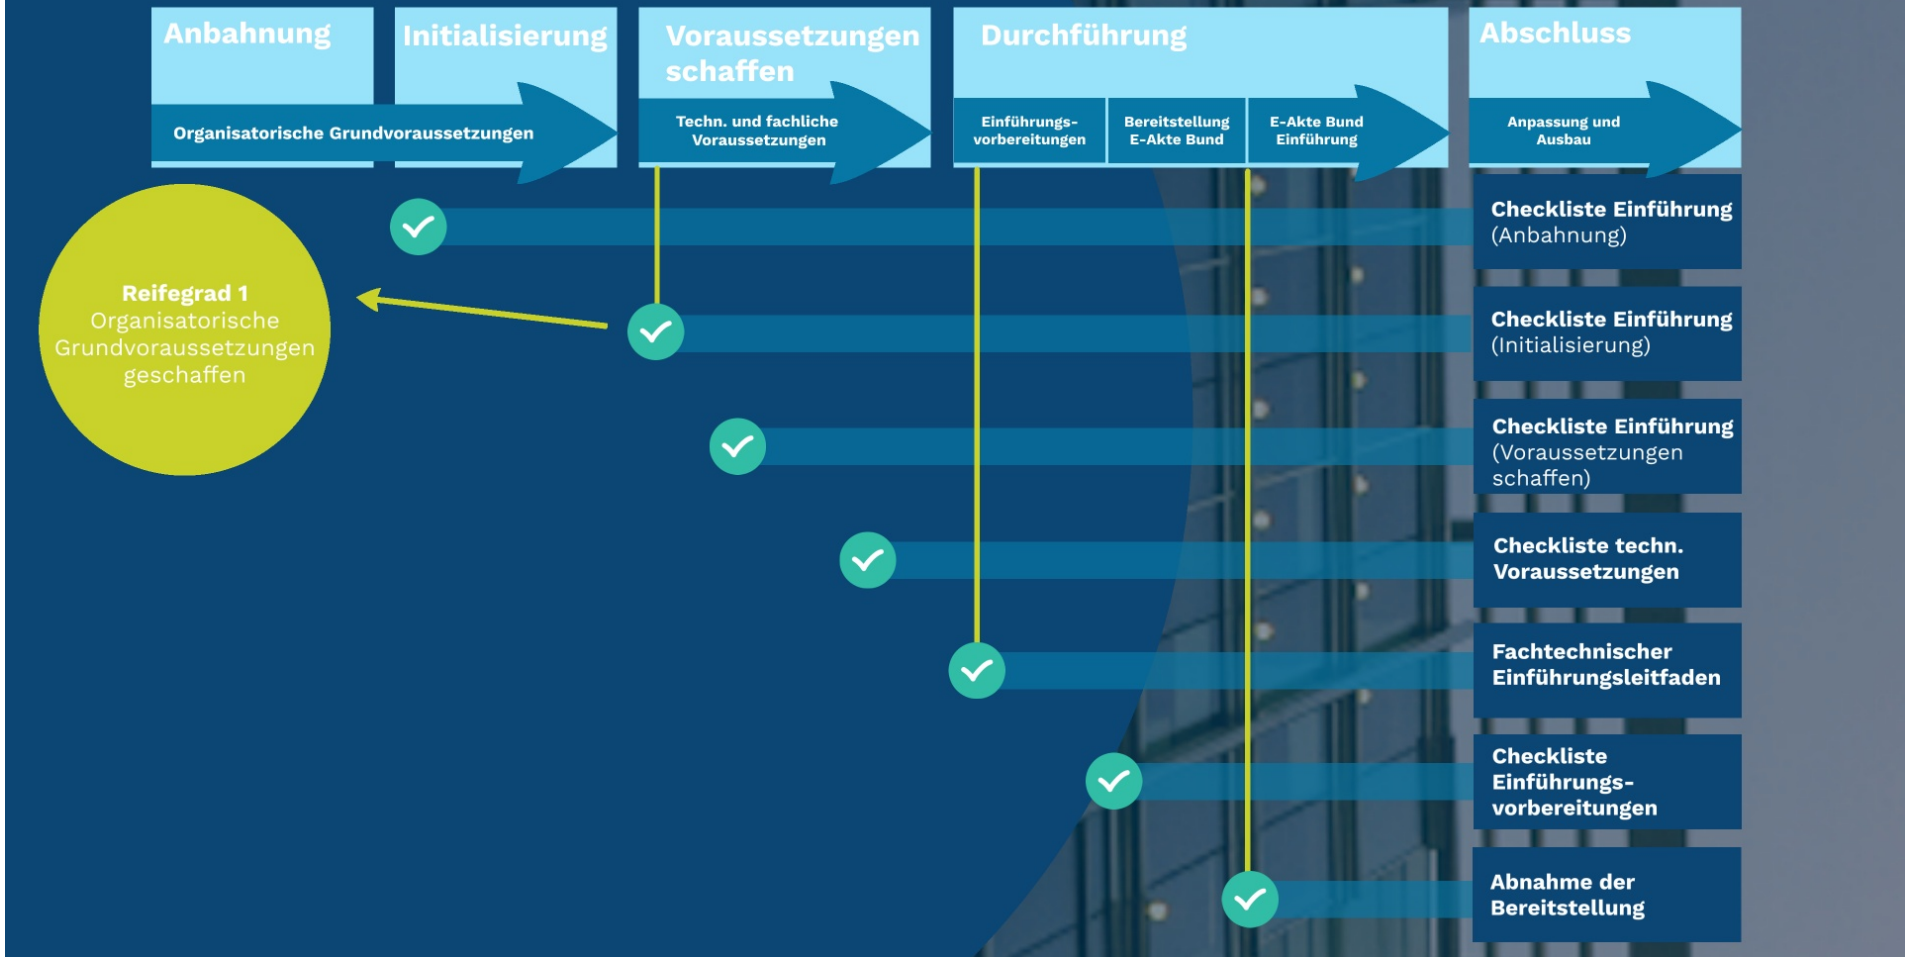 Anbahnung
Initialisierung
Voraussetzungen
schaffen
Durchführung
Abschluss
Organisatorische Grundvoraussetzungen
Techn. und fachliche
Voraussetzungen
Einführungs-
vorbereitungen
Bereitstellung
E-Akte Bund
E-Akte Bund
Einführung
Anpassung und
Ausbau
Reifegrad 1
Organisatorische
Grundvoraussetzungen
geschaffen
Checkliste Einführung
(Anbahnung)
Checkliste Einführung
(Initialisierung)
Checkliste Einführung
(Voraussetzungen
schaffen)
Checkliste techn.
Voraussetzungen
Fachtechnischer
Einführungsleitfaden
Checkliste
Einführungs-
vorbereitungen
Abnahme der
Bereitstellung